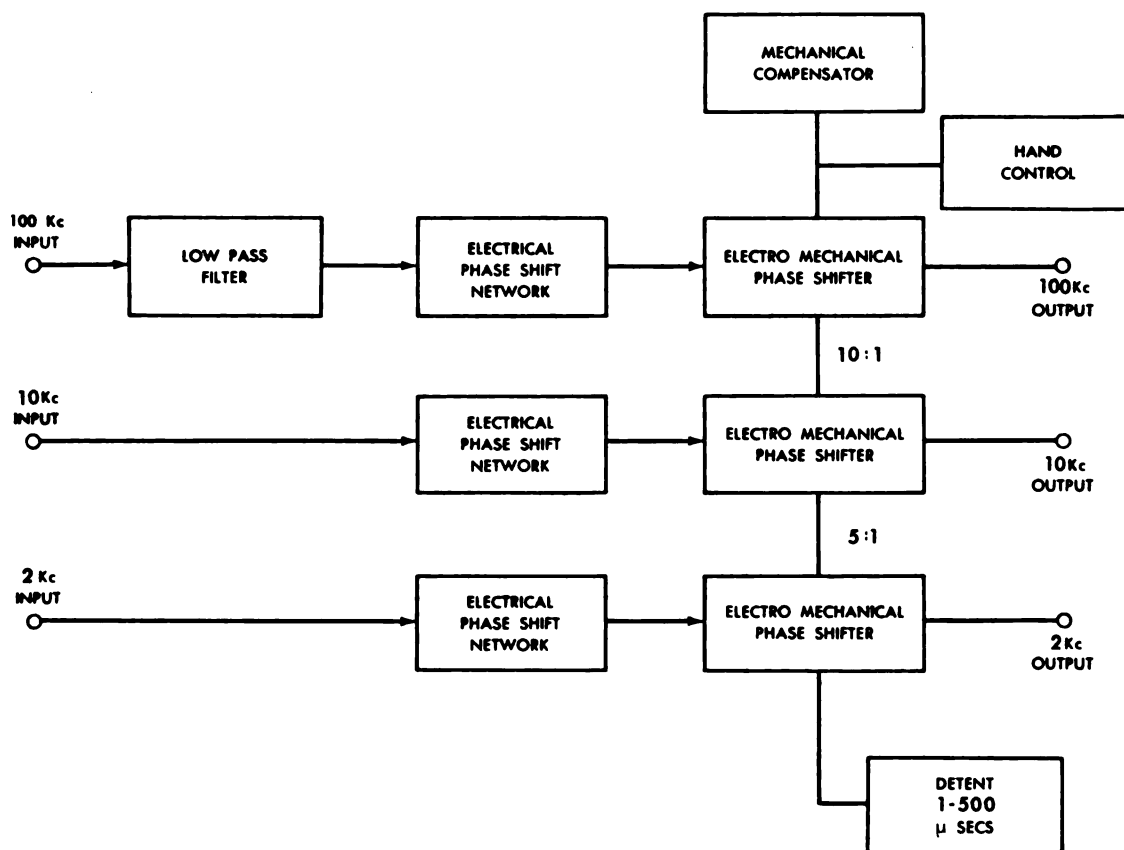 MECHANICAL
COMPENSATOR
HAND
CONTROL
100 Kc
INPUT
LOW PASS
FILTER
ELECTRICAL
PHASE SHIFT
NETWORK
ELECTRO MECHANICAL
PHASE SHIFTER
100Kc
OUTPUT
10:1
10Kc
INPUT
ELECTRICAL
PHASE SHIFT
NETWORK
ELECTRO MECHANICAL
PHASE SHIFTER
10Kc
OUTPUT
5:1
2 Kc
INPUT
ELECTRICAL
PHASE SHIFT
NETWORK
ELECTRO MECHANICAL
PHASE SHIFTER
2Kc
OUTPUT
DETENT
1-500
μ SECS